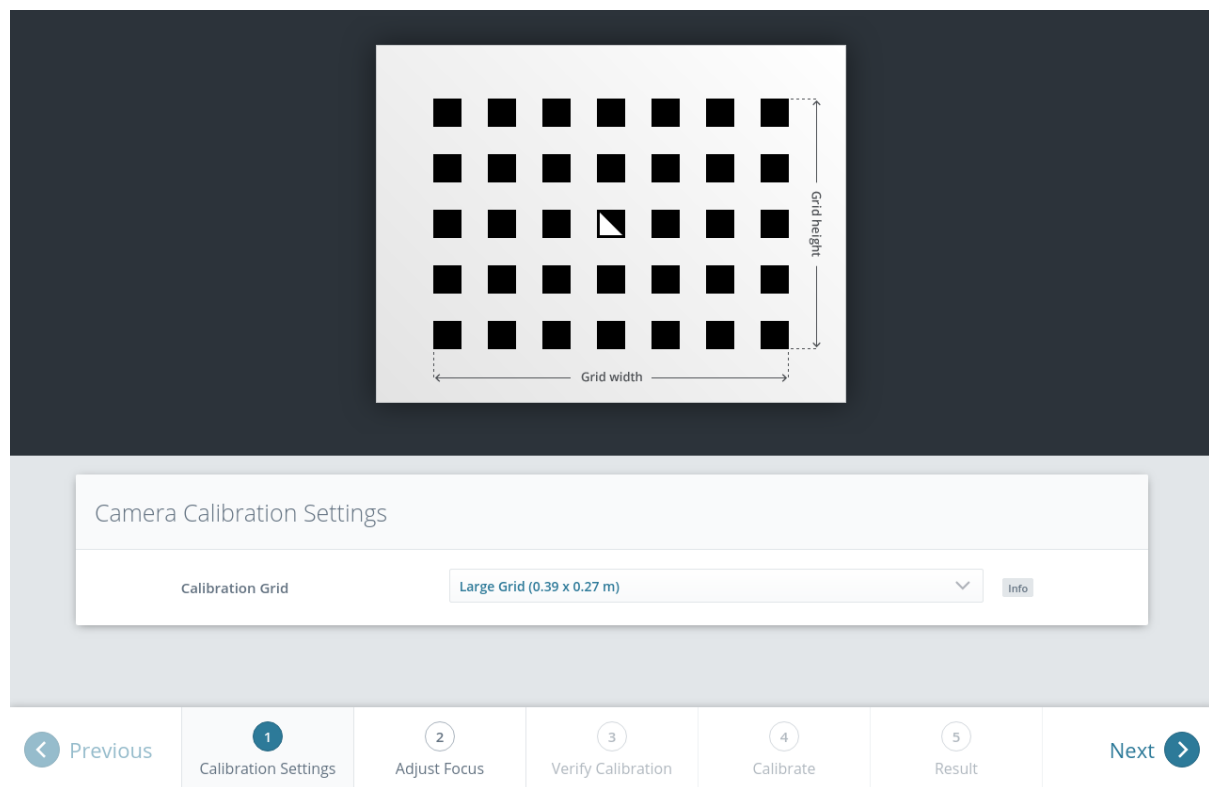 Grid height
Grid width
Camera Calibration Settings
Calibration Grid
Large Grid (0.39 x 0.27 m)
Info
Previous
1
Calibration Settings
2
Adjust Focus
3
Verify Calibration
4
Calibrate
5
Result
Next